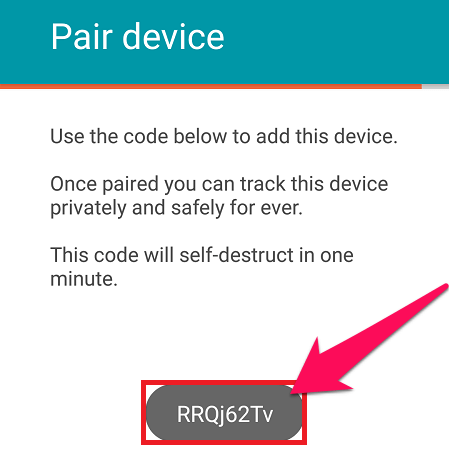 Pair device
Use the code below to add this device.
Once paired you can track this device
privately and safely for ever.
This code will self-destruct in one
minute.
RRQj62Tv